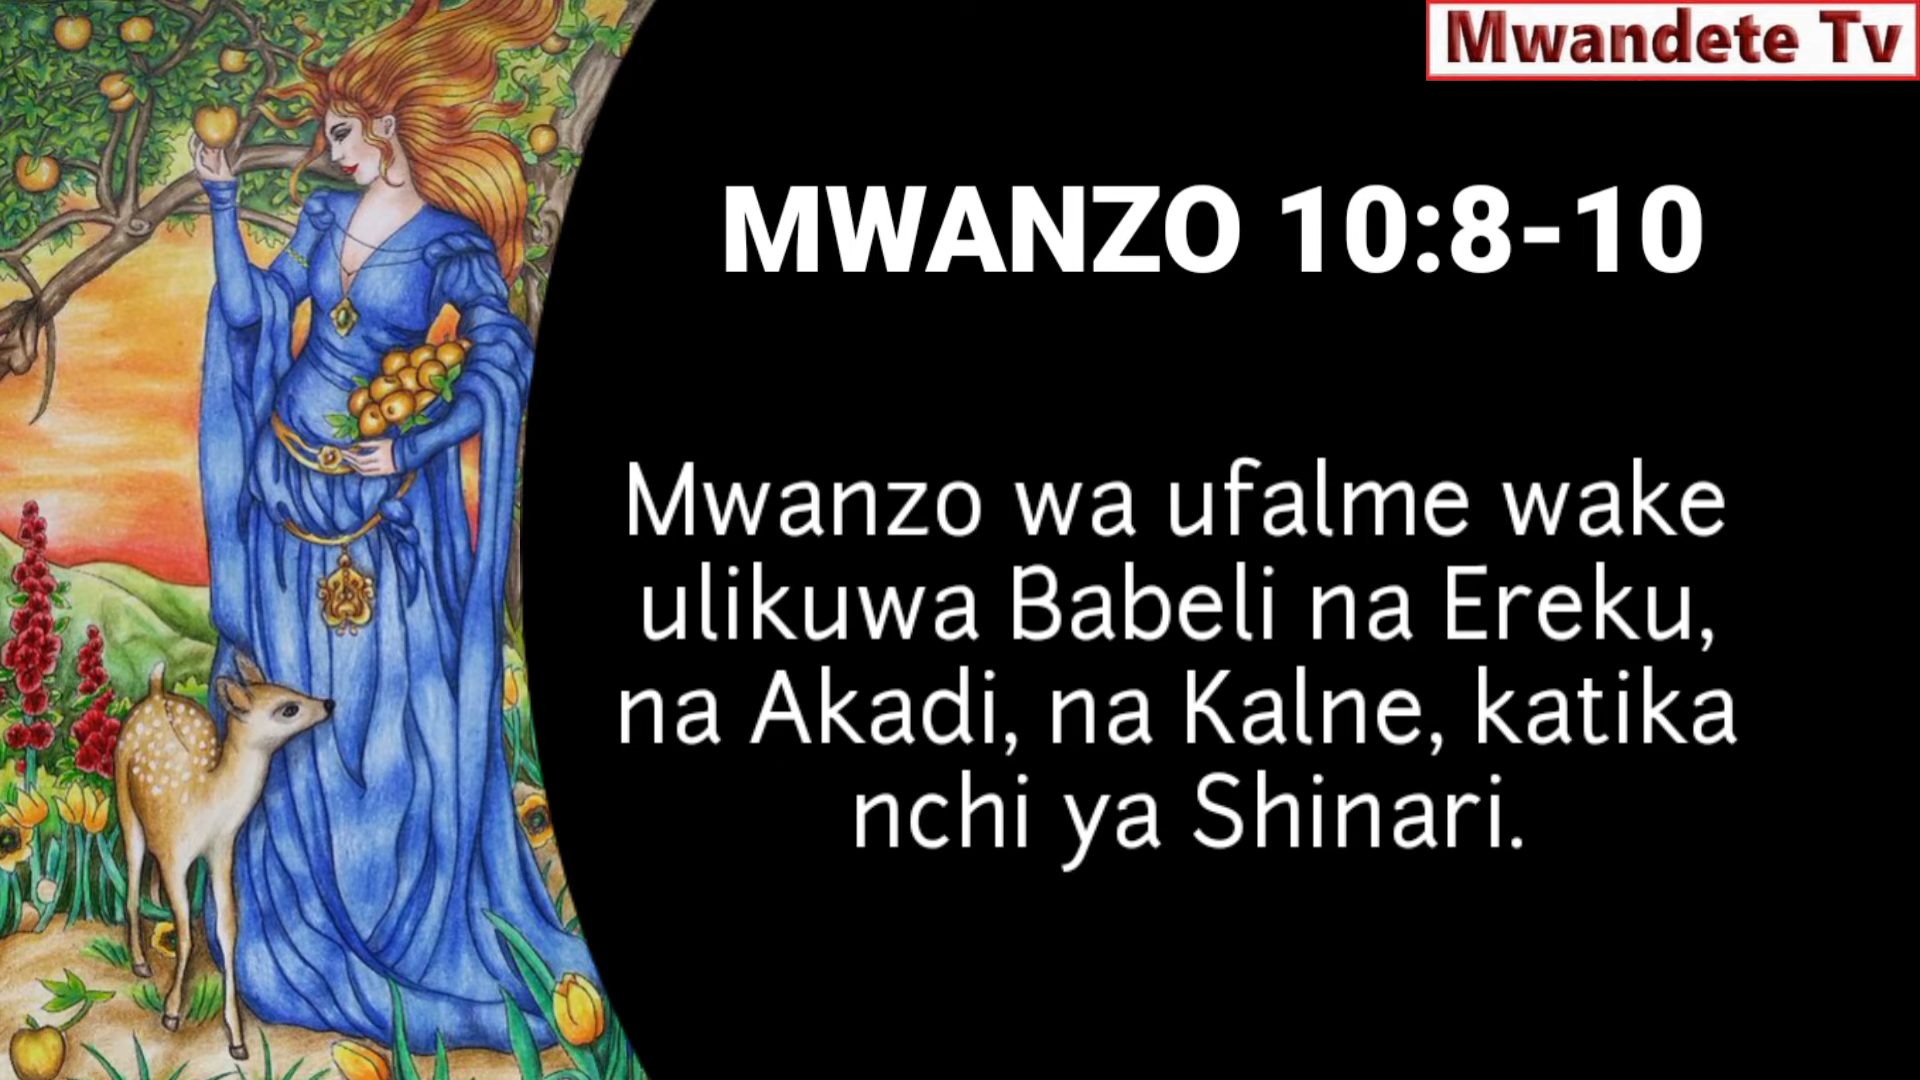 Mwandete Tv
MWANZO 10:8-10
Mwanzo wa ufalme wake
ulikuwa Babeli na Ereku,
na Akadi, na Kalne, katika
nchi ya Shinari.